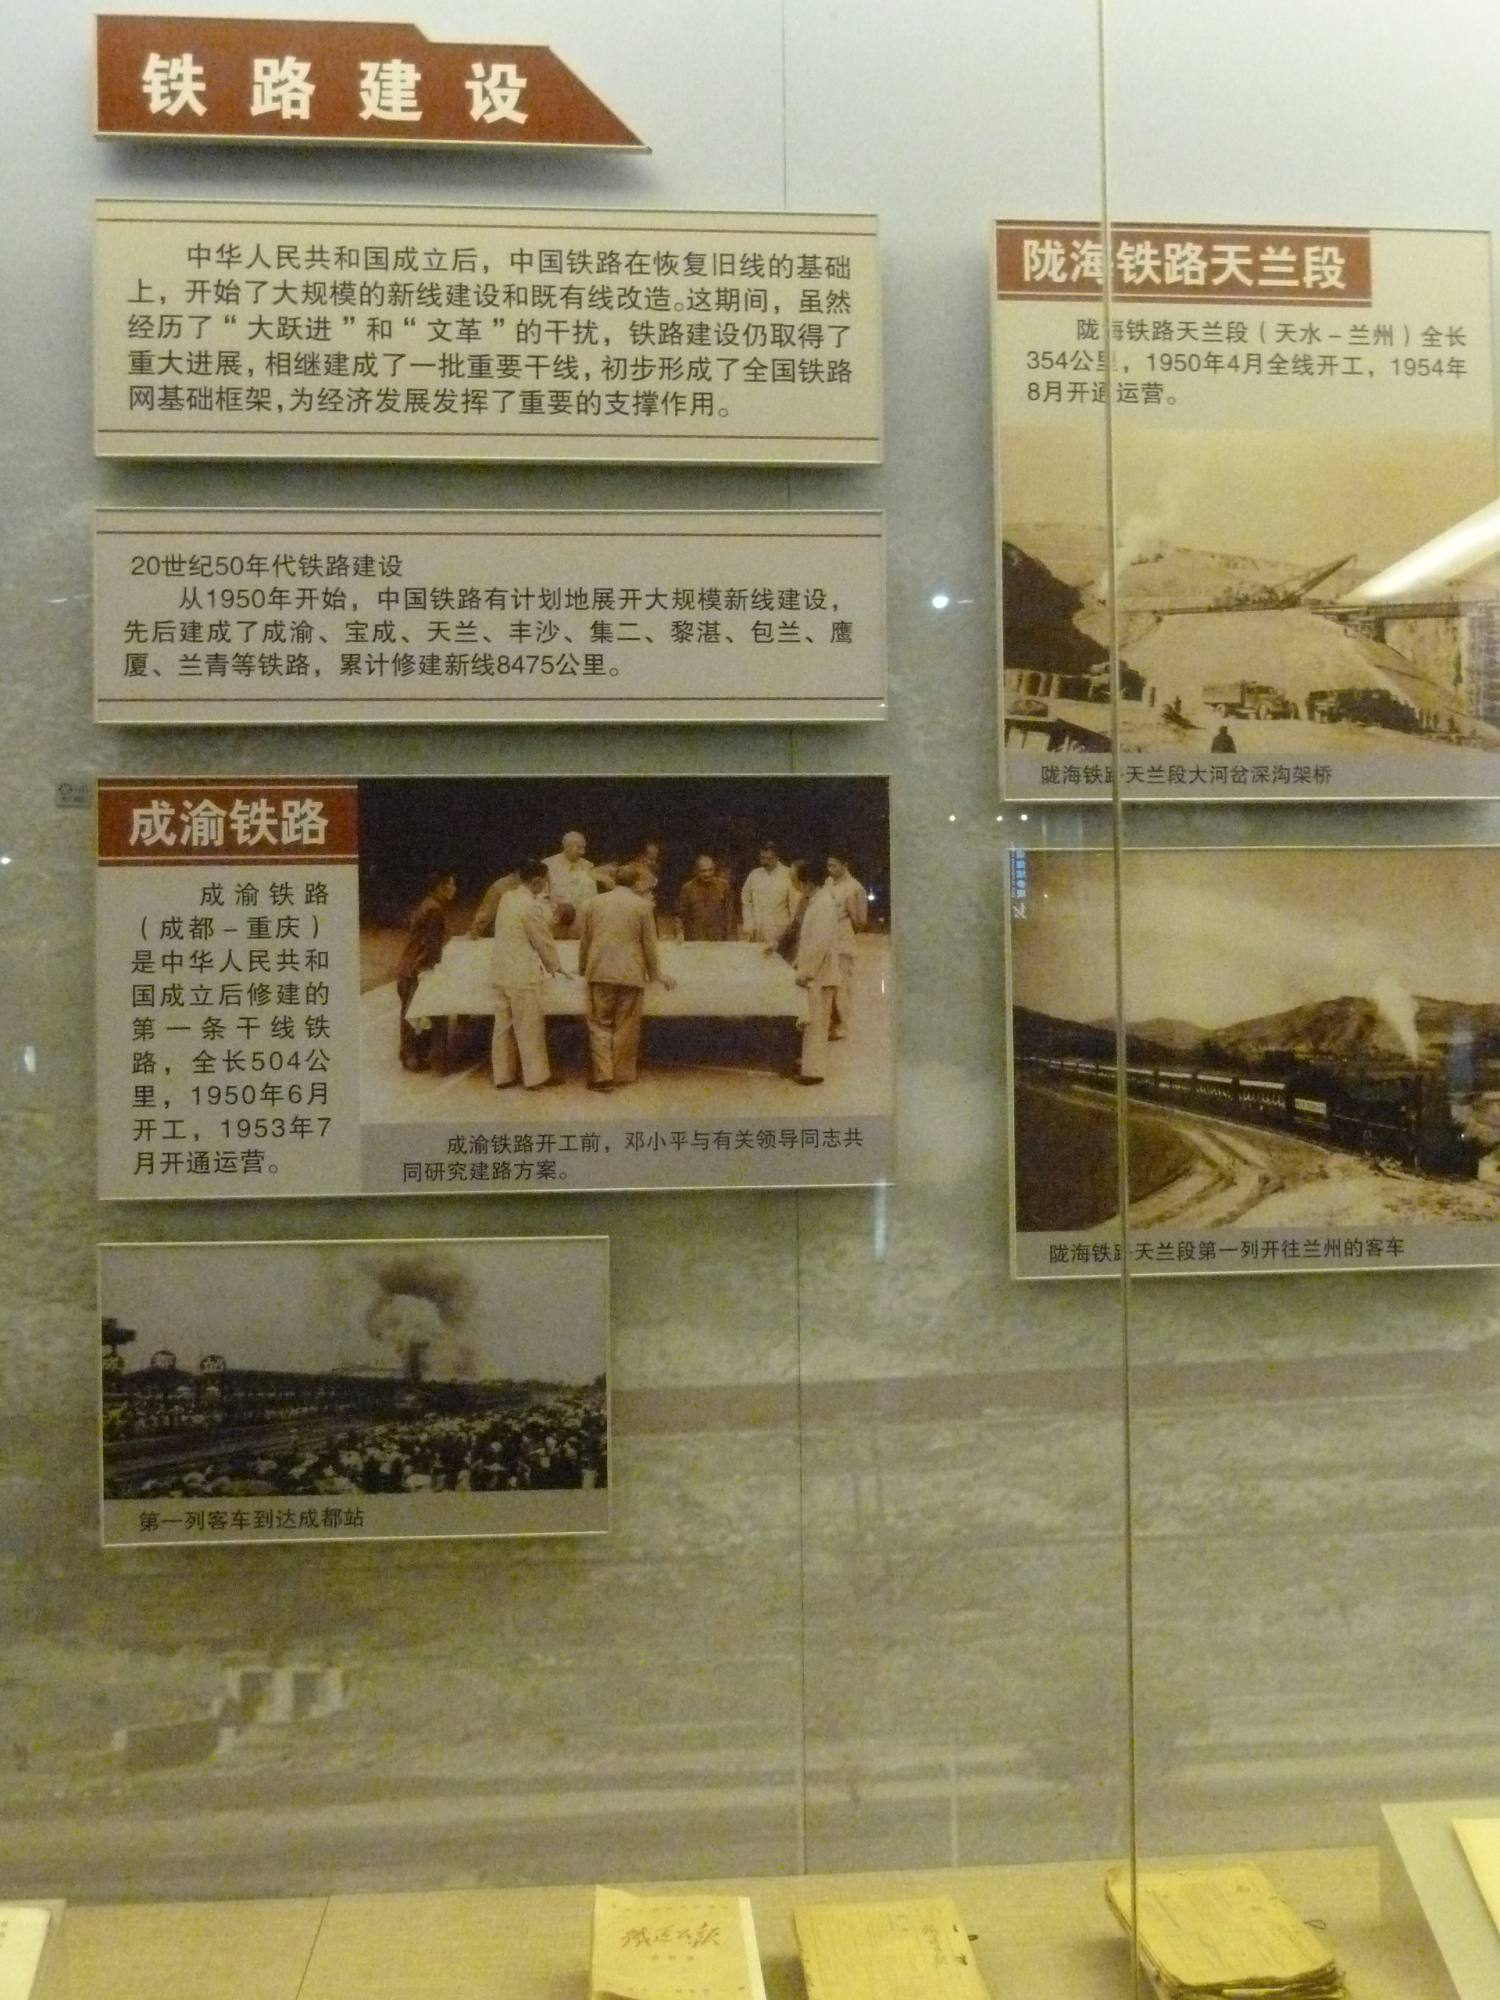 铁路建设
中华人民共和国成立后，中国铁路在恢复旧线的基础
上，开始了大规模的新线建设和既有线改造。这期间，虽然
经历了“大跃进”和“文革”的干扰，铁路建设仍取得了
重大进展，相继建成了一批重要干线，初步形成了全国铁路
网基础框架，为经济发展发挥了重要的支撑作用。
20世纪50年代铁路建设
从1950年开始，中国铁路有计划地展开大规模新线建设，
先后建成了成渝、宝成、天兰、丰沙、集二、黎湛、包兰、鹰
厦、兰青等铁路，累计修建新线8475公里。
成渝铁路
成渝铁路
（成都－重庆）
是中华人民共和
国成立后修建的
第一条干线铁
路，全长504公
里，1950年6月
开工，1953年7
月开通运营。
成渝铁路开工前，邓小平与有关领导同志共
同研究建路方案。
第一列客车到达成都站
陇海铁路天兰段
陇海铁路天兰段（天水－兰州）全长
354公里，1950年4月全线开工，1954年
8月开通运营。
陇海铁路天兰段大河岔深沟架桥
陇海铁路天兰段第一列开往兰州的客车